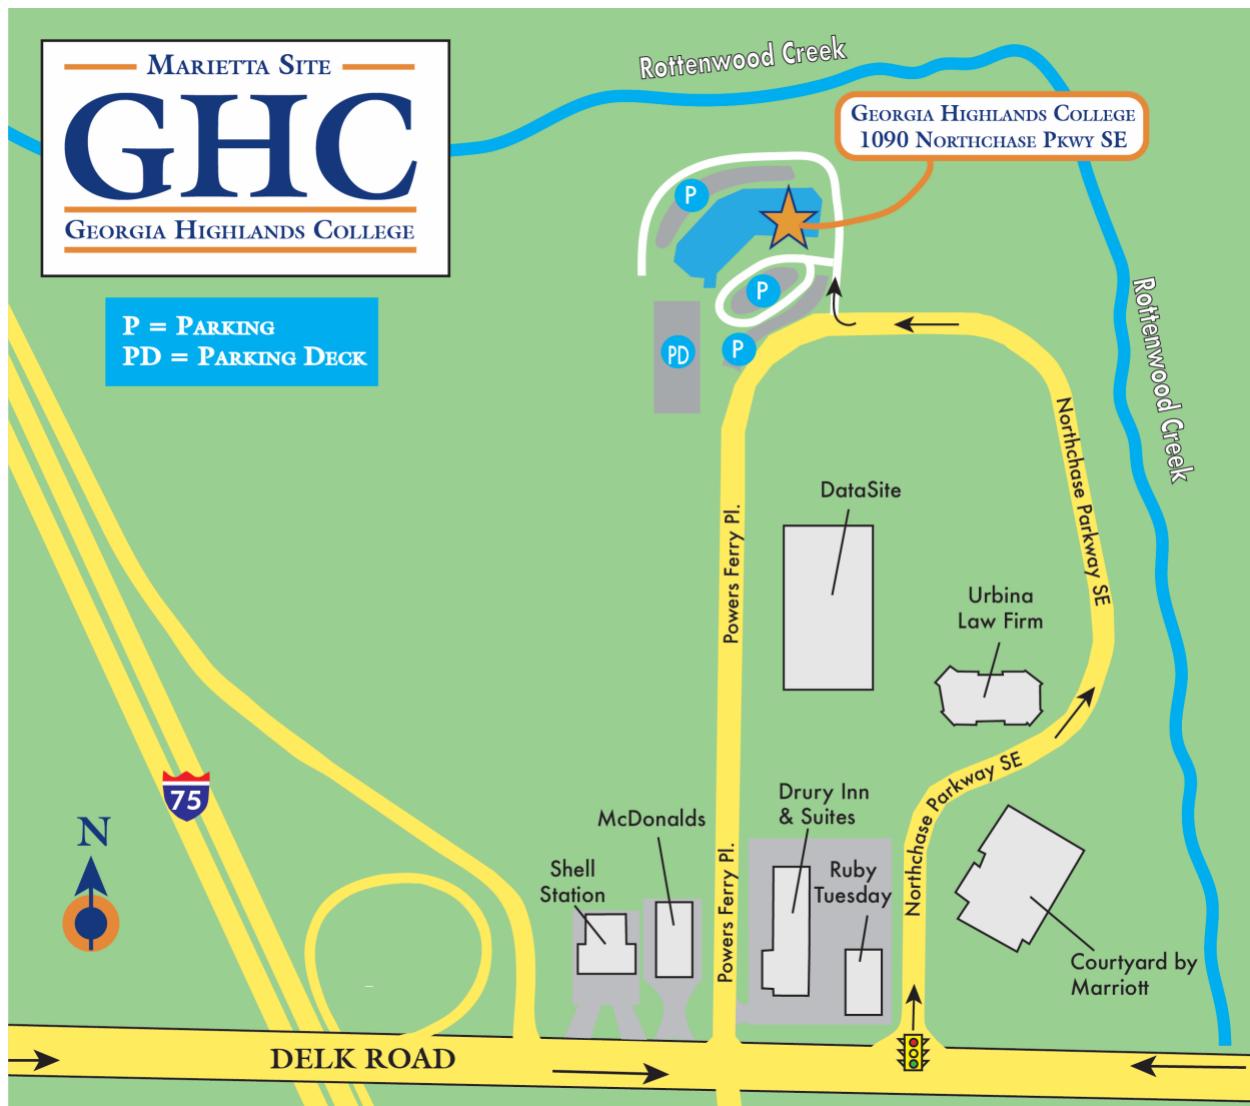 MARIETTA SITE
GHC
GEORGIA HIGHLANDS COLLEGE
P = PARKING
PD = PARKING DECK
Rottenwood Creek
GEORGIA HIGHLANDS COLLEGE
1090 NORTHCHASE PKWY SE
P
P
PD
P
Rottenwood Creek
Northchase Parkway SE
DataSite
Powers Ferry Pl.
Urbina
Law Firm
75
N
Northchase Parkway SE
Drury Inn
& Suites
McDonalds
Shell
Station
Ruby
Tuesday
Powers Ferry Pl.
Courtyard by
Marriott
DELK ROAD